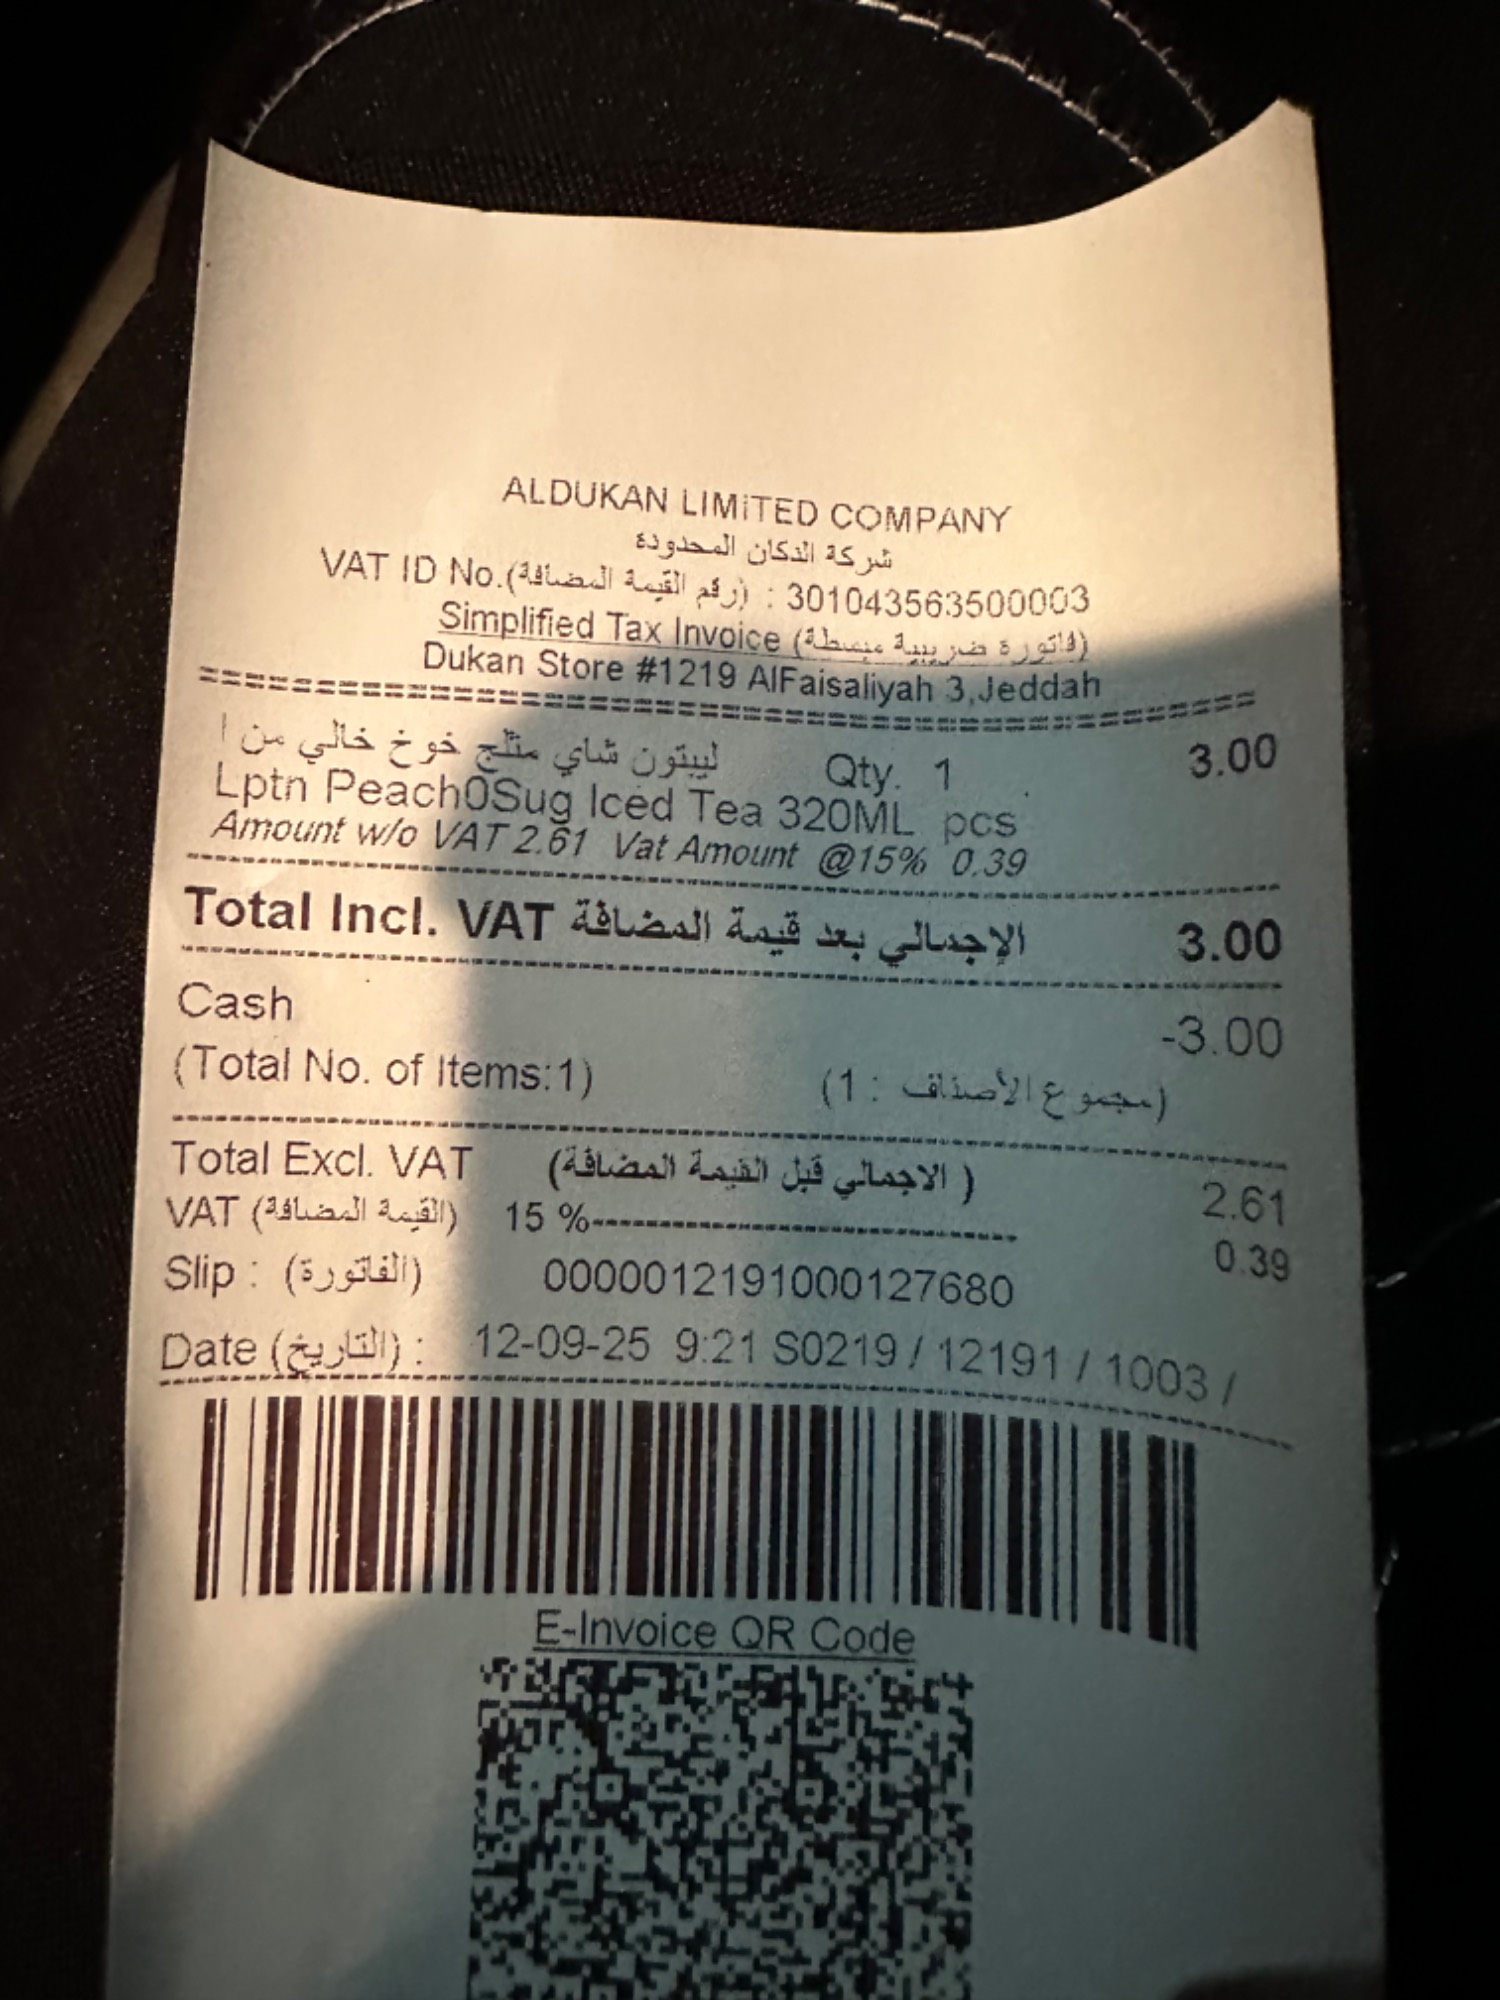 ALDUKAN LIMITED COMPANY
شركة الدكان المحدودة
VAT ID No.(رقم القيمة المضافة) : 301043563500003
Simplified Tax Invoice (فاتورة ضريبية مبسطة)
Dukan Store #1219 AlFaisaliyah 3,Jeddah
ليبتون شاي مثلج خوخ خالي من ا Qty. 1 3.00
Lptn Peach0Sug Iced Tea 320ML pcs
Amount w/o VAT 2.61 Vat Amount @15% 0.39
Total Incl. VAT الإجمالي بعد قيمة المضافة 3.00
Cash -3.00
(Total No. of Items:1) (مجموع الأصناف : 1)
Total Excl. VAT ( الاجمالي قبل القيمة المضافة) 2.61
VAT (القيمة المضافة) 15 %------------------------------ 0.39
Slip : (الفاتورة) 0000012191000127680
Date (التاريخ) : 12-09-25 9:21 S0219 / 12191 / 1003 /
E-Invoice QR Code